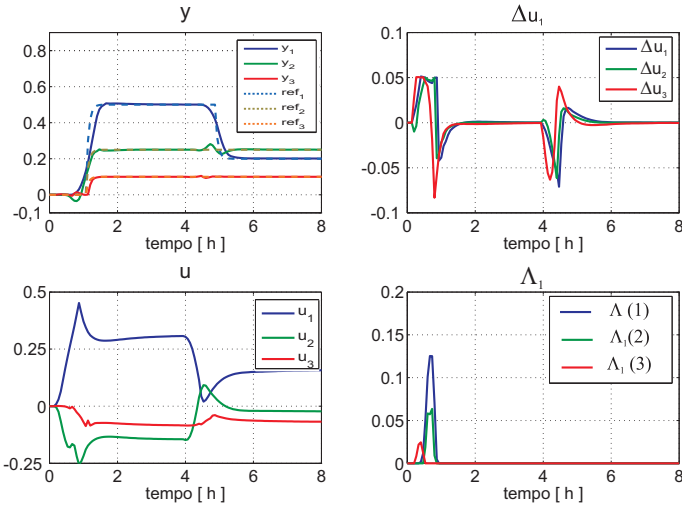 y
0.8
0.6
0.4
0.2
0
-0,1
0
2
4
6
8
tempo [ h ]
y₁
y₂
y₃
ref₁
ref₂
ref₃
Δu₁
0.1
0.05
0
-0.05
-0.1
0
2
4
6
8
tempo [ h ]
Δu₁
Δu₂
Δu₃
u
0.5
0.25
0
-0.25
0
2
4
6
8
tempo [ h ]
u₁
u₂
u₃
Λ₁
0.2
0.15
0.1
0.05
0
0
2
4
6
8
tempo [ h ]
Λ (1)
Λ₁(2)
Λ₁ (3)